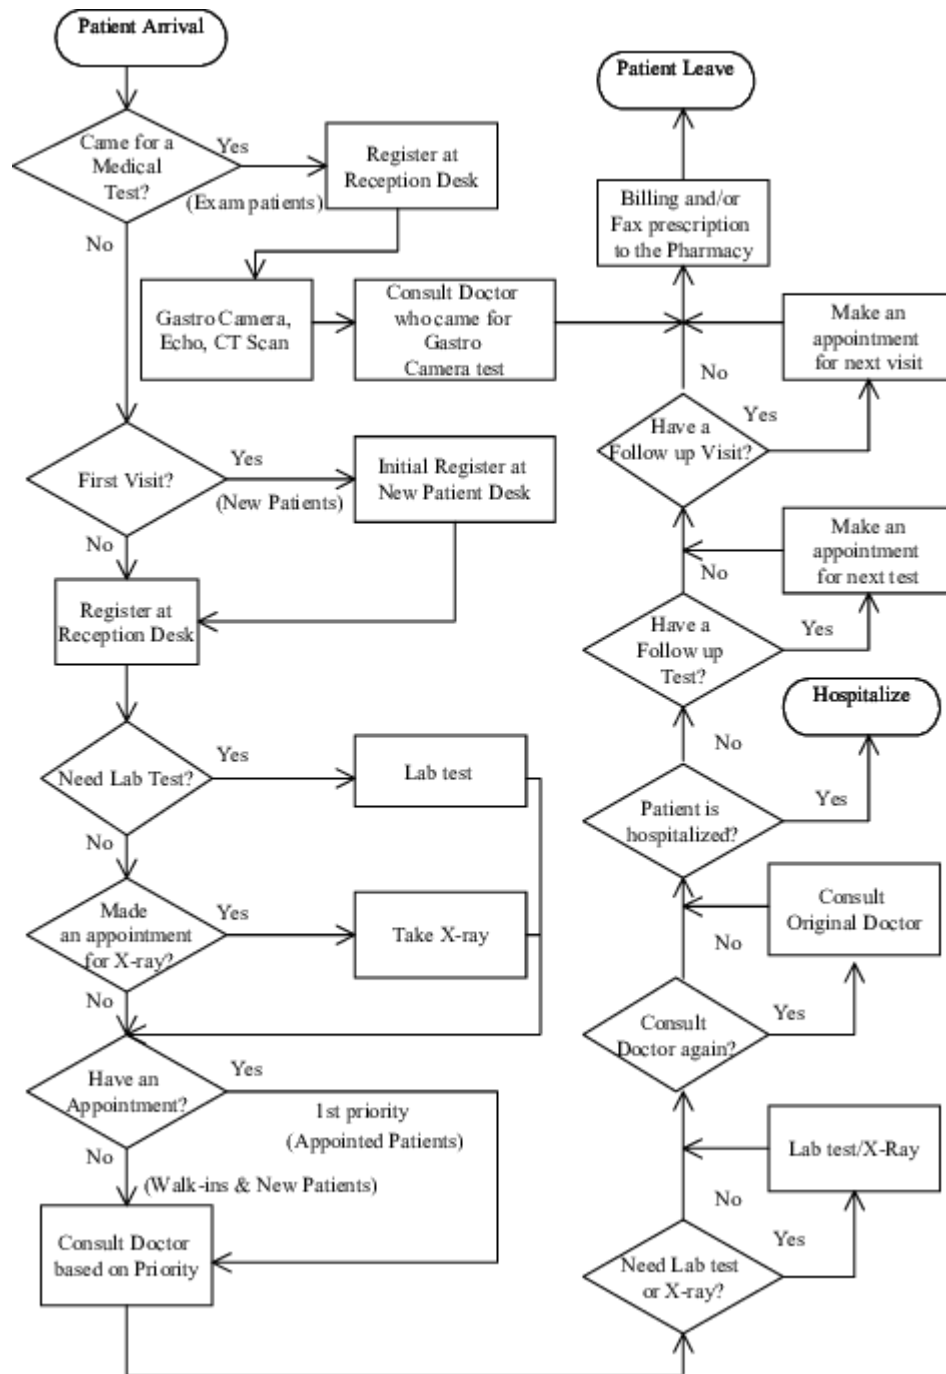 Patient Arrival
Came for a
Medical
Test?
Yes
(Exam patients)
No
Register at
Reception Desk
Gastro Camera,
Echo, CT Scan
Consult Doctor
who came for
Gastro
Camera test
First Visit?
Yes
(New Patients)
No
Initial Register at
New Patient Desk
Register at
Reception Desk
Need Lab Test?
Yes
No
Lab test
Made
an appointment
for X-ray?
Yes
No
Take X-ray
Have an
Appointment?
Yes
1st priority
(Appointed Patients)
No
(Walk-ins & New Patients)
Consult Doctor
based on Priority
Need Lab test
or X-ray?
Yes
No
Lab test/X-Ray
Consult
Doctor again?
Yes
No
Consult
Original Doctor
Patient is
hospitalized?
Yes
No
Hospitalize
Have a
Follow up
Test?
Yes
No
Make an
appointment
for next test
Have a
Follow up Visit?
Yes
No
Make an
appointment
for next visit
Billing and/or
Fax prescription
to the Pharmacy
Patient Leave